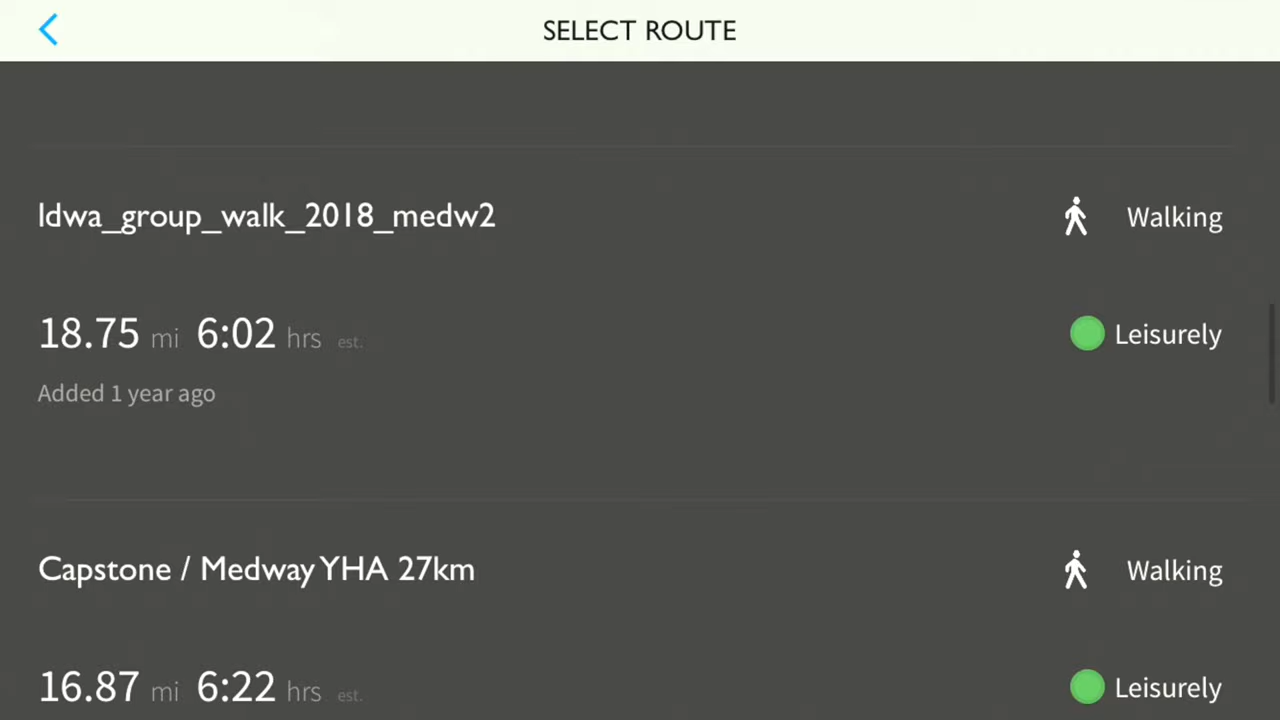 SELECT ROUTE
ldwa_group_walk_2018_medw2
Walking
18.75 mi 6:02 hrs est.
Leisurely
Added 1 year ago
Capstone / Medway YHA 27km
Walking
16.87 mi 6:22 hrs est.
Leisurely